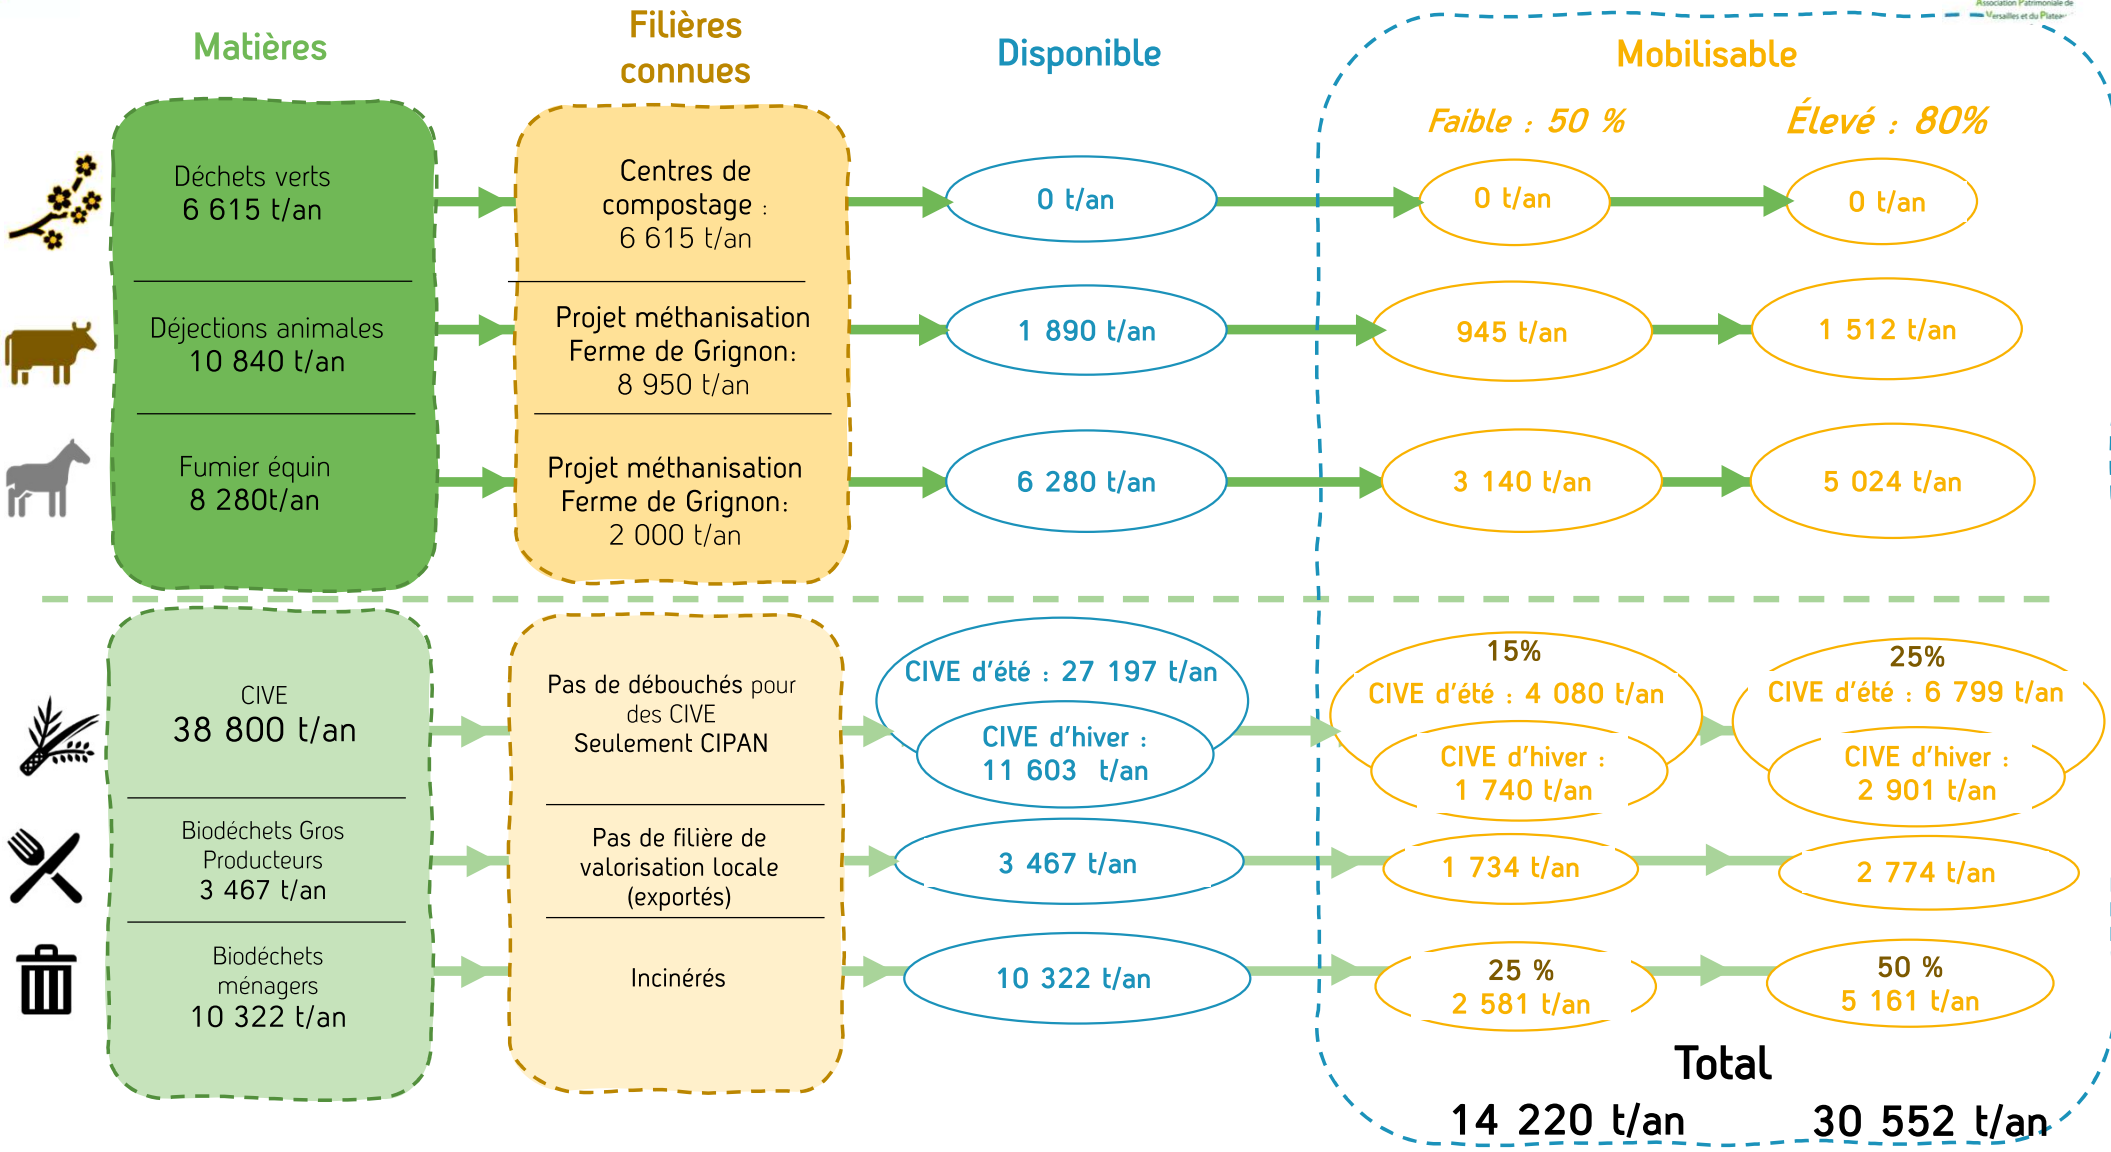 Association Patrimoniale de
Versailles et du Plateau
Matières
Filières
connues
Disponible
Mobilisable
Faible : 50 %
Élevé : 80%
Déchets verts
6 615 t/an
Centres de
compostage :
6 615 t/an
0 t/an
0 t/an
0 t/an
Déjections animales
10 840 t/an
Projet méthanisation
Ferme de Grignon:
8 950 t/an
1 890 t/an
945 t/an
1 512 t/an
Fumier équin
8 280t/an
Projet méthanisation
Ferme de Grignon:
2 000 t/an
6 280 t/an
3 140 t/an
5 024 t/an
CIVE
38 800 t/an
Pas de débouchés pour
des CIVE
Seulement CIPAN
CIVE d'été : 27 197 t/an
CIVE d'hiver :
11 603 t/an
15%
CIVE d'été : 4 080 t/an
CIVE d'hiver :
1 740 t/an
25%
CIVE d'été : 6 799 t/an
CIVE d'hiver :
2 901 t/an
Biodéchets Gros
Producteurs
3 467 t/an
Pas de filière de
valorisation locale
(exportés)
3 467 t/an
1 734 t/an
2 774 t/an
Biodéchets
ménagers
10 322 t/an
Incinérés
10 322 t/an
25 %
2 581 t/an
50 %
5 161 t/an
Total
14 220 t/an
30 552 t/an